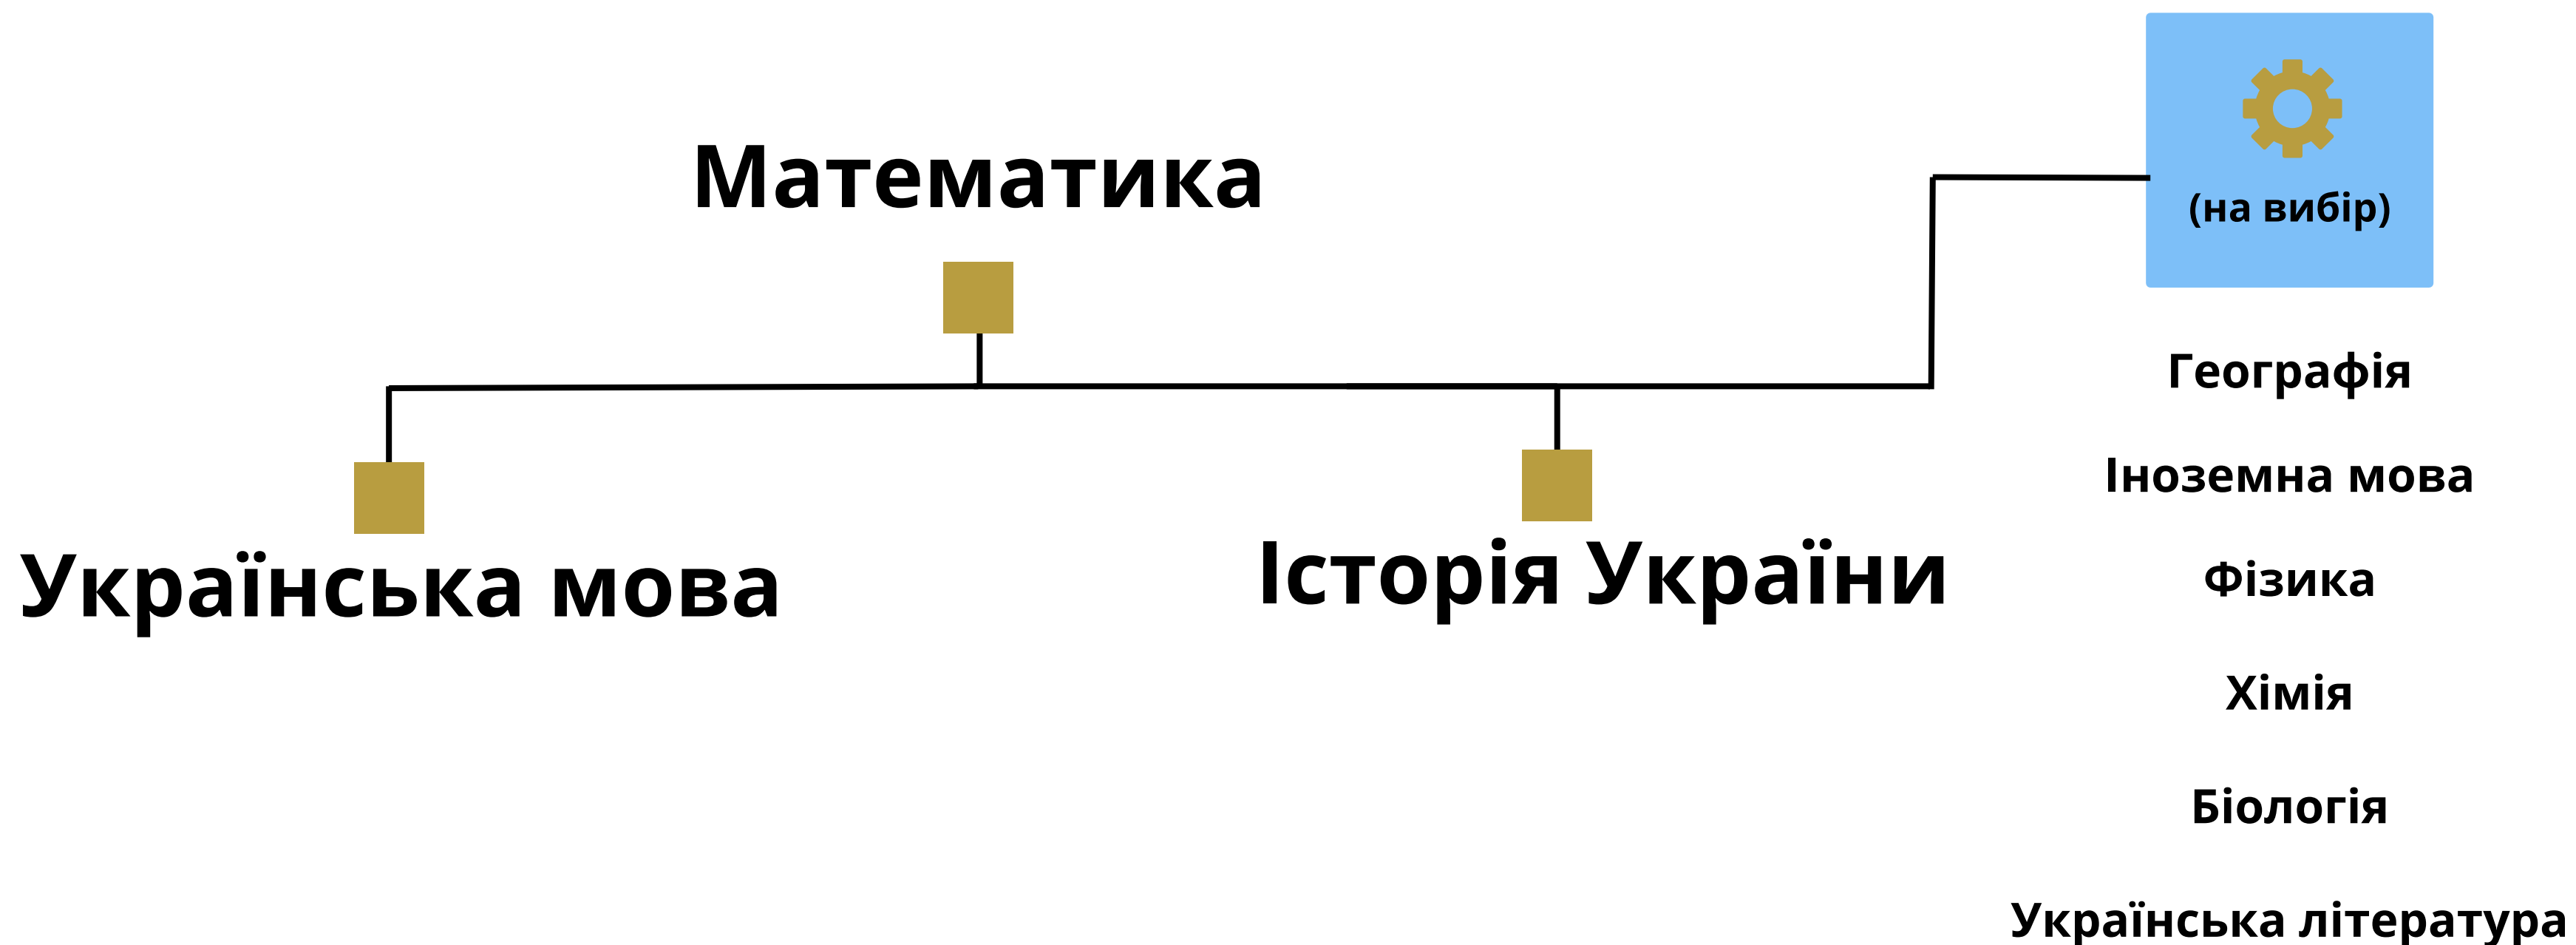 Математика
Українська мова
Історія України
(на вибір)
Географія
Іноземна мова
Фізика
Хімія
Біологія
Українська література